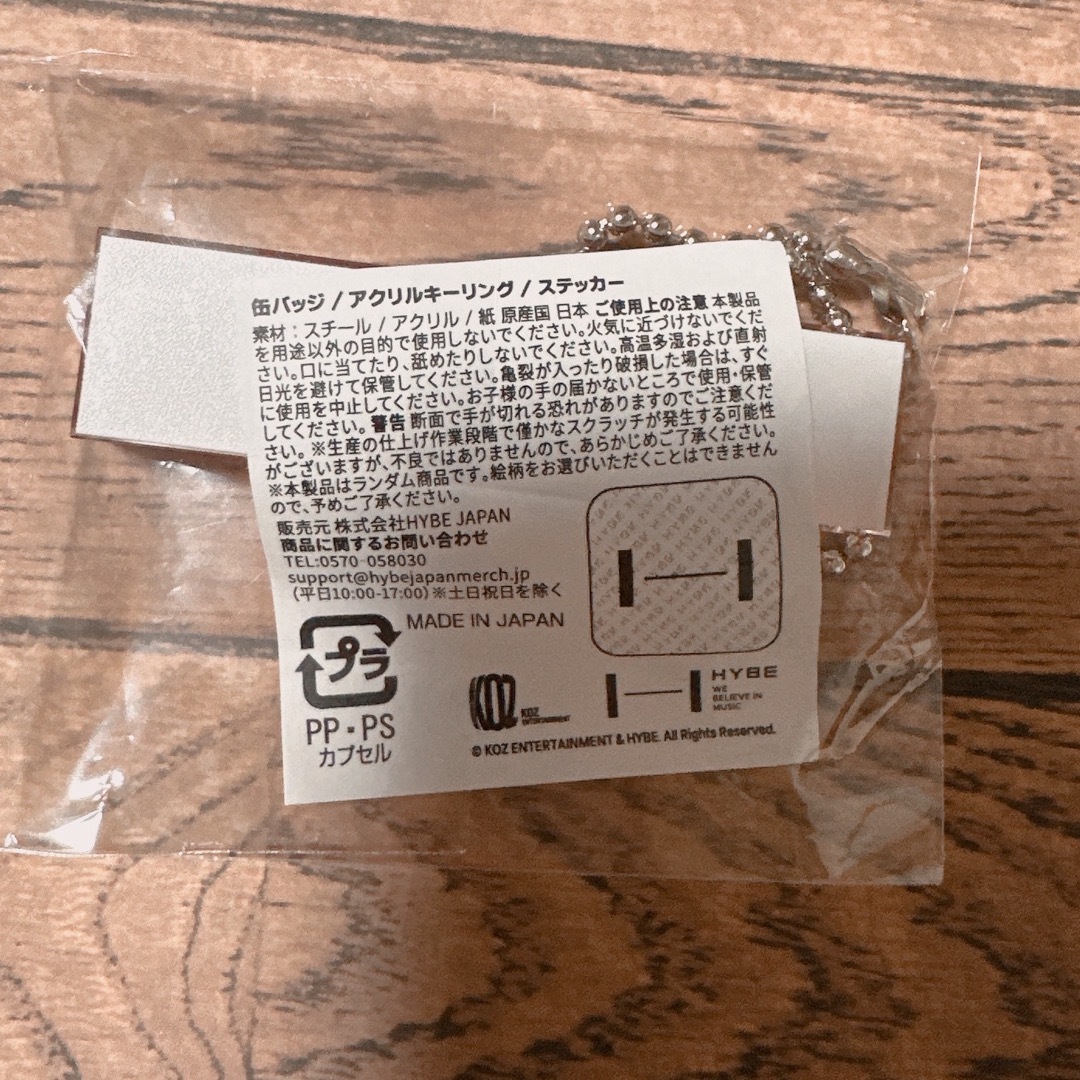 缶バッジ / アクリルキーリング / ステッカー
素材：スチール / アクリル / 紙 原産国 日本 ご使用上の注意 本製品
を用途以外の目的で使用しないでください。火気に近づけないでくだ
さい。口に当てたり、舐めたりしないでください。高温多湿および直射
日光を避けて保管してください。亀裂が入ったり破損した場合は、すぐ
に使用を中止してください。お子様の手の届かないところで使用・保管
してください。 警告 断面で手が切れる恐れがありますのでご注意くだ
さい。 ※生産の仕上げ作業段階で僅かなスクラッチが発生する可能性
がございますが、不良ではありませんので、あらかじめご了承ください。
※本製品はランダム商品です。絵柄をお選びいただくことはできません
ので、予めご了承ください。
販売元 株式会社HYBE JAPAN
商品に関するお問い合わせ
TEL:0570-058030
support@hybejapanmerch.jp
（平日10:00-17:00）※土日祝日を除く
MADE IN JAPAN
プラ
PP・PS
カプセル
KOZ
KOZ
ENTERTAINMENT
HYBE
WE
BELIEVE IN
MUSIC
© KOZ ENTERTAINMENT & HYBE. All Rights Reserved.